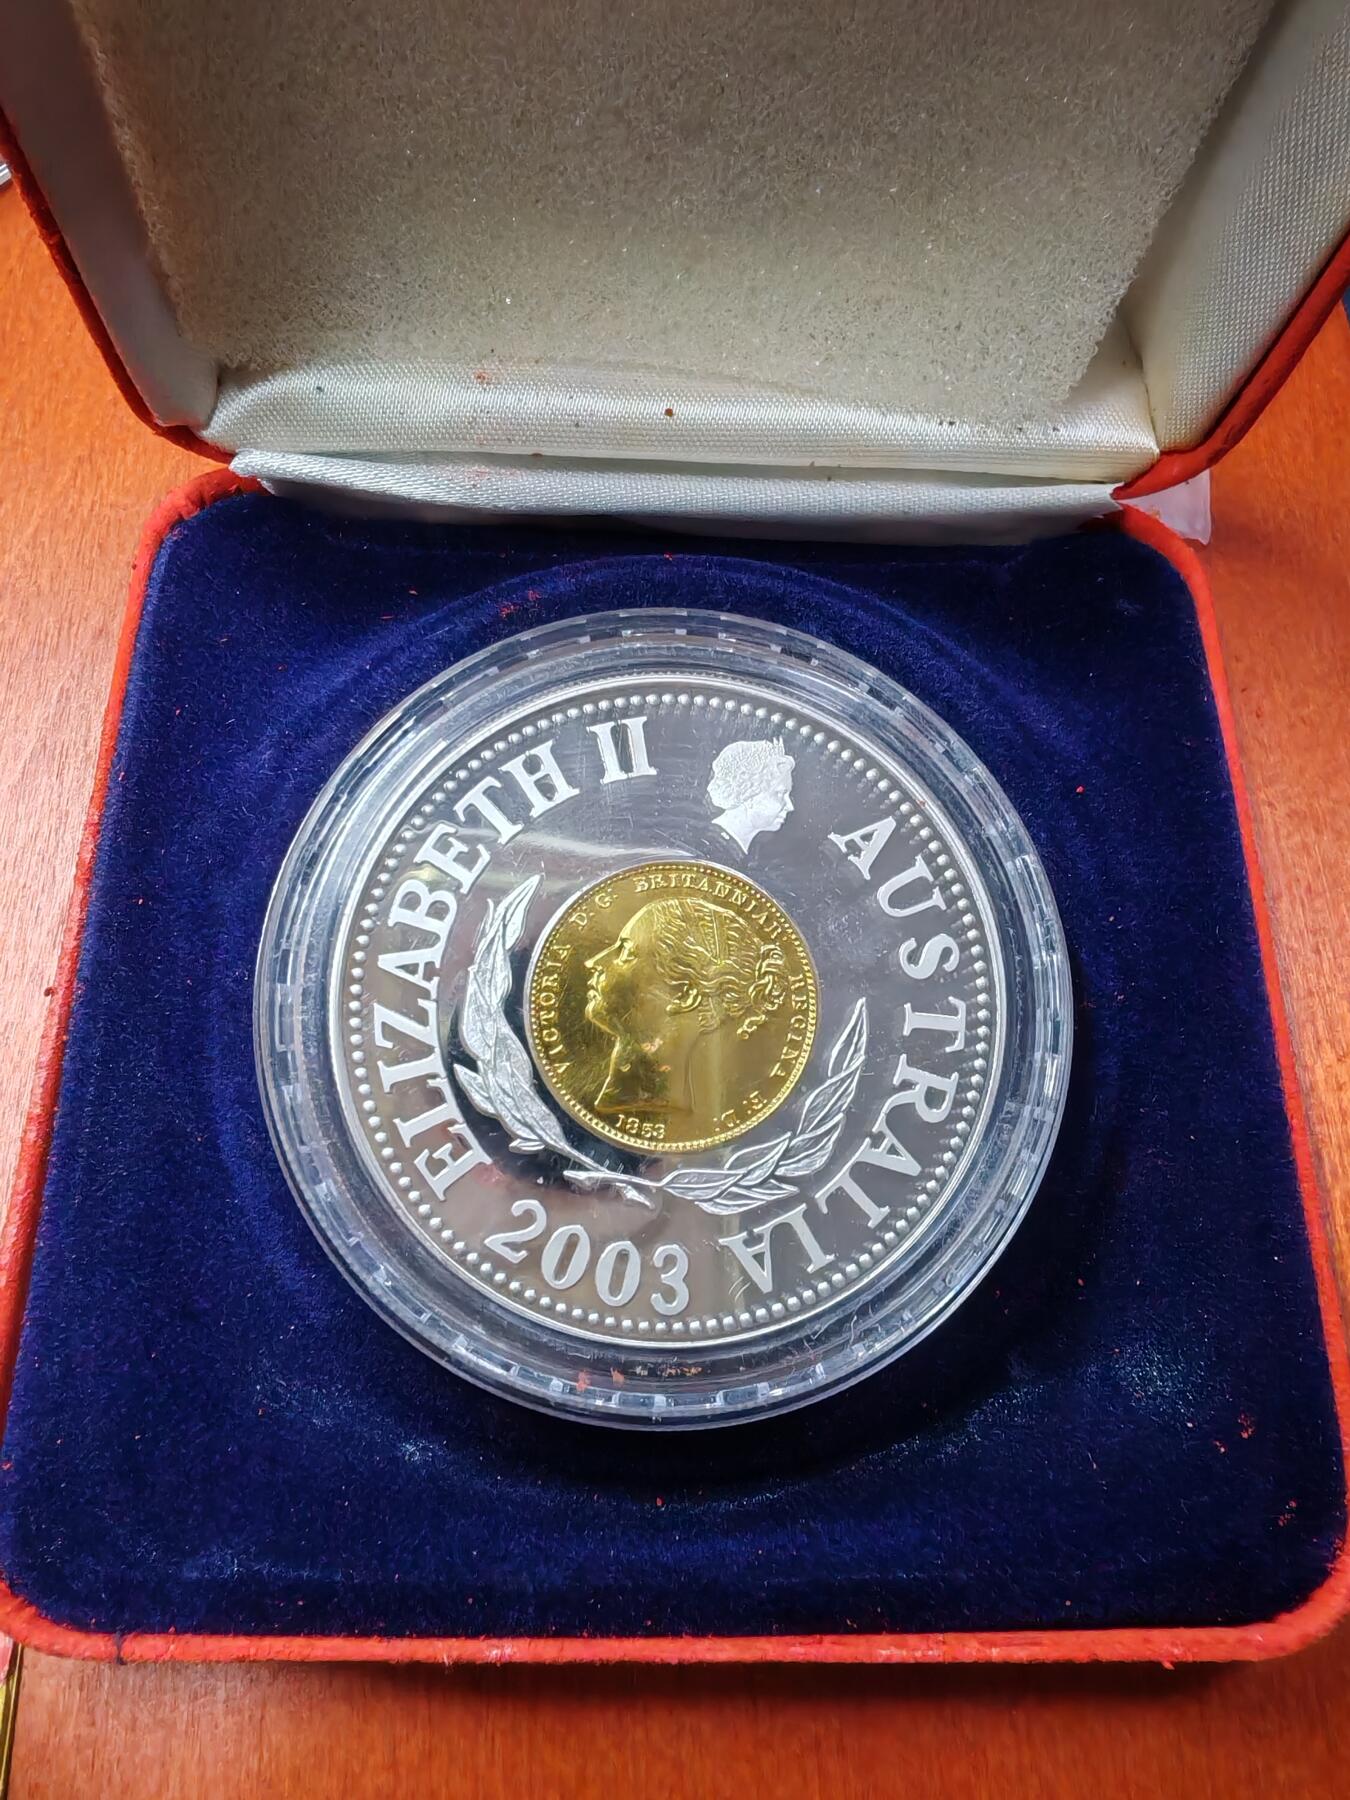 ELIZABETH II
AUSTRALIA
2003
VICTORIA D. G. BRITANNIAR: REGINA F. D.
1853